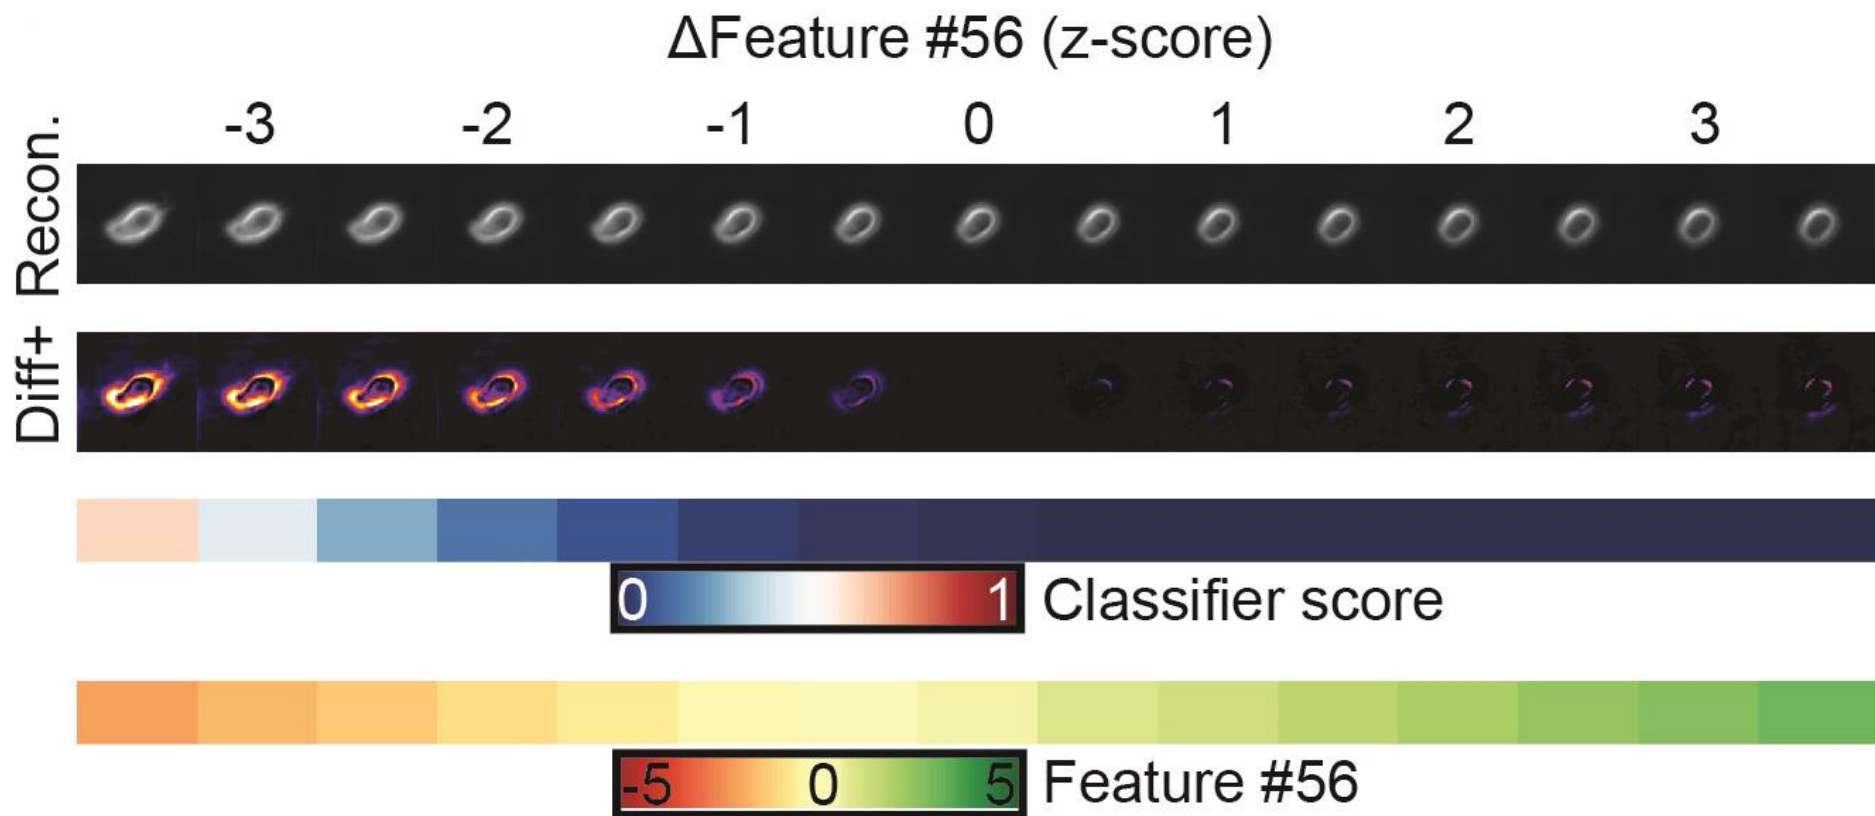 ΔFeature #56 (z-score)
-3 -2 -1 0 1 2 3
Recon.
Diff+
0 1 Classifier score
-5 0 5 Feature #56